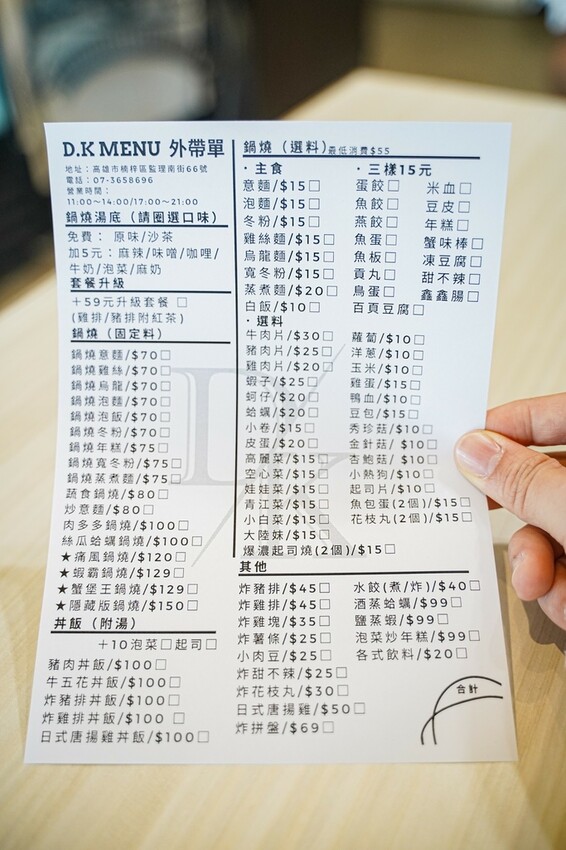 D.K MENU 外帶單
地址：高雄市楠梓區監理南街66號
電話：07-3658696
營業時間：
11:00～14:00/17:00～21:00
鍋燒湯底（請圈選口味）
免費： 原味/沙茶
加5元：麻辣/味噌/咖哩/
牛奶/泡菜/麻奶
套餐升級
＋59元升級套餐 □
(雞排/豬排附紅茶)
鍋燒（固定料）
鍋燒意麵/$70□
鍋燒雞絲/$70□
鍋燒烏龍/$70□
鍋燒泡麵/$70□
鍋燒泡飯/$70□
鍋燒冬粉/$70□
鍋燒年糕/$75□
鍋燒寬冬粉/$75□
鍋燒蒸煮麵/$75□
蔬食鍋燒/$80□
炒意麵/$80□
肉多多鍋燒/$100□
絲瓜蛤蠣鍋燒/$100□
★痛風鍋燒/$120□
★蝦霸鍋燒/$129□
★蟹堡王鍋燒/$129□
★隱藏版鍋燒/$150□
丼飯（附湯）
＋10泡菜□起司□
豬肉丼飯/$100□
牛五花丼飯/$100□
炸豬排丼飯/$100□
炸雞排丼飯/$100 □
日式唐揚雞丼飯/$100□
鍋燒（選料）最低消費$55
·主食
意麵/$15□
泡麵/$15□
冬粉/$15□
雞絲麵/$15□
烏龍麵/$15□
寬冬粉/$15□
蒸煮麵/$20□
白飯/$10□
·三樣15元
蛋餃□ 米血□
魚餃□ 豆皮□
燕餃□ 年糕□
魚蛋□ 蟹味棒□
魚板□ 凍豆腐□
貢丸□ 甜不辣□
鳥蛋□ 鑫鑫腸□
百頁豆腐□
·選料
牛肉片/$30□
豬肉片/$25□
雞肉片/$20□
蝦子/$25□
蚵仔/$20□
蛤蠣/$20□
小卷/$15□
皮蛋/$20□
高麗菜/$15□
空心菜/$15□
娃娃菜/$15□
青江菜/$15□
小白菜/$15□
大陸妹/$15□
爆濃起司燒(2個)/$15□
蘿蔔/$10□
洋蔥/$10□
玉米/$10□
雞蛋/$15□
鴨血/$10□
豆包/$15□
秀珍菇/$10□
金針菇/ $10□
杏鮑菇/ $10□
小熱狗/$10□
起司片/$10□
魚包蛋(2個)/$15□
花枝丸(2個)/$15□
其他
炸豬排/$45□
炸雞排/$45□
炸雞塊/$35□
炸薯條/$25□
小肉豆/$25□
炸甜不辣/$25□
炸花枝丸/$30□
日式唐揚雞/$50□
炸拼盤/$69□
水餃(煮/炸)/$40□
酒蒸蛤蠣/$99□
鹽蒸蝦/$99□
泡菜炒年糕/$99□
各式飲料/$20□
合計
DK